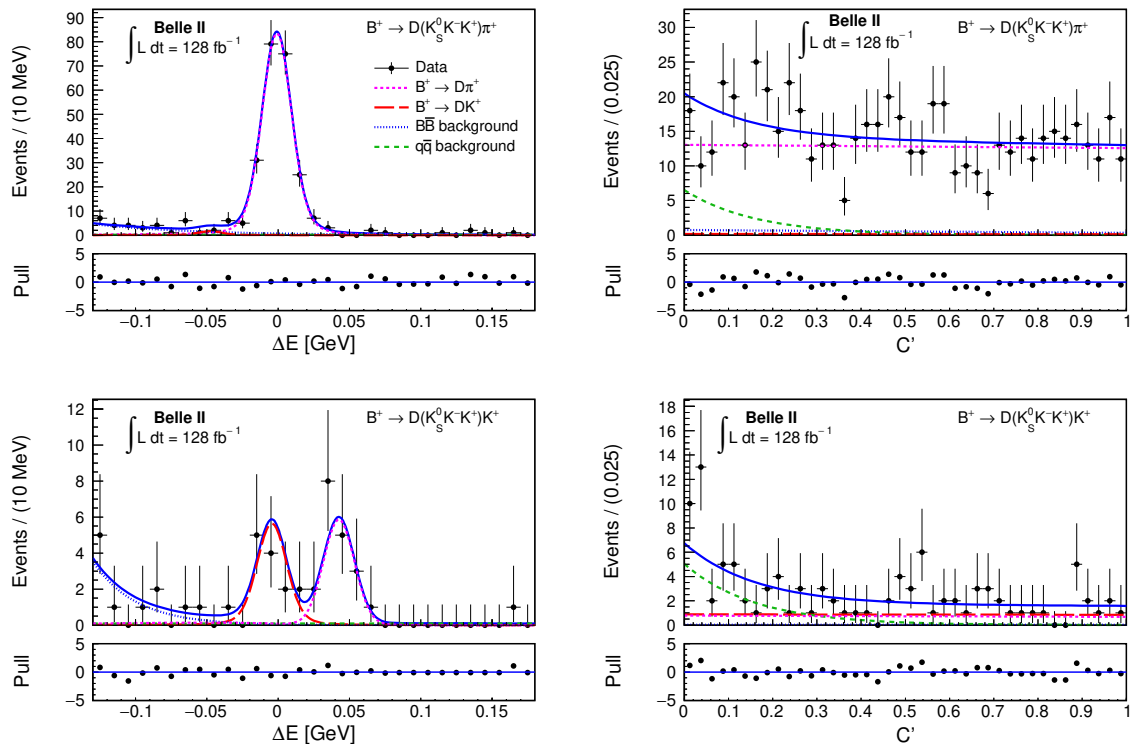 Belle II
∫ L dt = 128 fb⁻¹
B⁺ → D(K⁰_S K⁻K⁺)π⁺
Data
B⁺ → Dπ⁺
B⁺ → DK⁺
BB̅ background
qq̅ background
Events / (10 MeV)
90
80
70
60
50
40
30
20
10
0
Pull
5
0
−5
−0.1 −0.05 0 0.05 0.1 0.15
ΔE [GeV]
Belle II
∫ L dt = 128 fb⁻¹
B⁺ → D(K⁰_S K⁻K⁺)π⁺
Events / (0.025)
30
25
20
15
10
5
0
Pull
5
0
−5
0 0.1 0.2 0.3 0.4 0.5 0.6 0.7 0.8 0.9 1
C'
Belle II
∫ L dt = 128 fb⁻¹
B⁺ → D(K⁰_S K⁻K⁺)K⁺
Events / (10 MeV)
12
10
8
6
4
2
0
Pull
5
0
−5
−0.1 −0.05 0 0.05 0.1 0.15
ΔE [GeV]
Belle II
∫ L dt = 128 fb⁻¹
B⁺ → D(K⁰_S K⁻K⁺)K⁺
Events / (0.025)
18
16
14
12
10
8
6
4
2
0
Pull
5
0
−5
0 0.1 0.2 0.3 0.4 0.5 0.6 0.7 0.8 0.9 1
C'